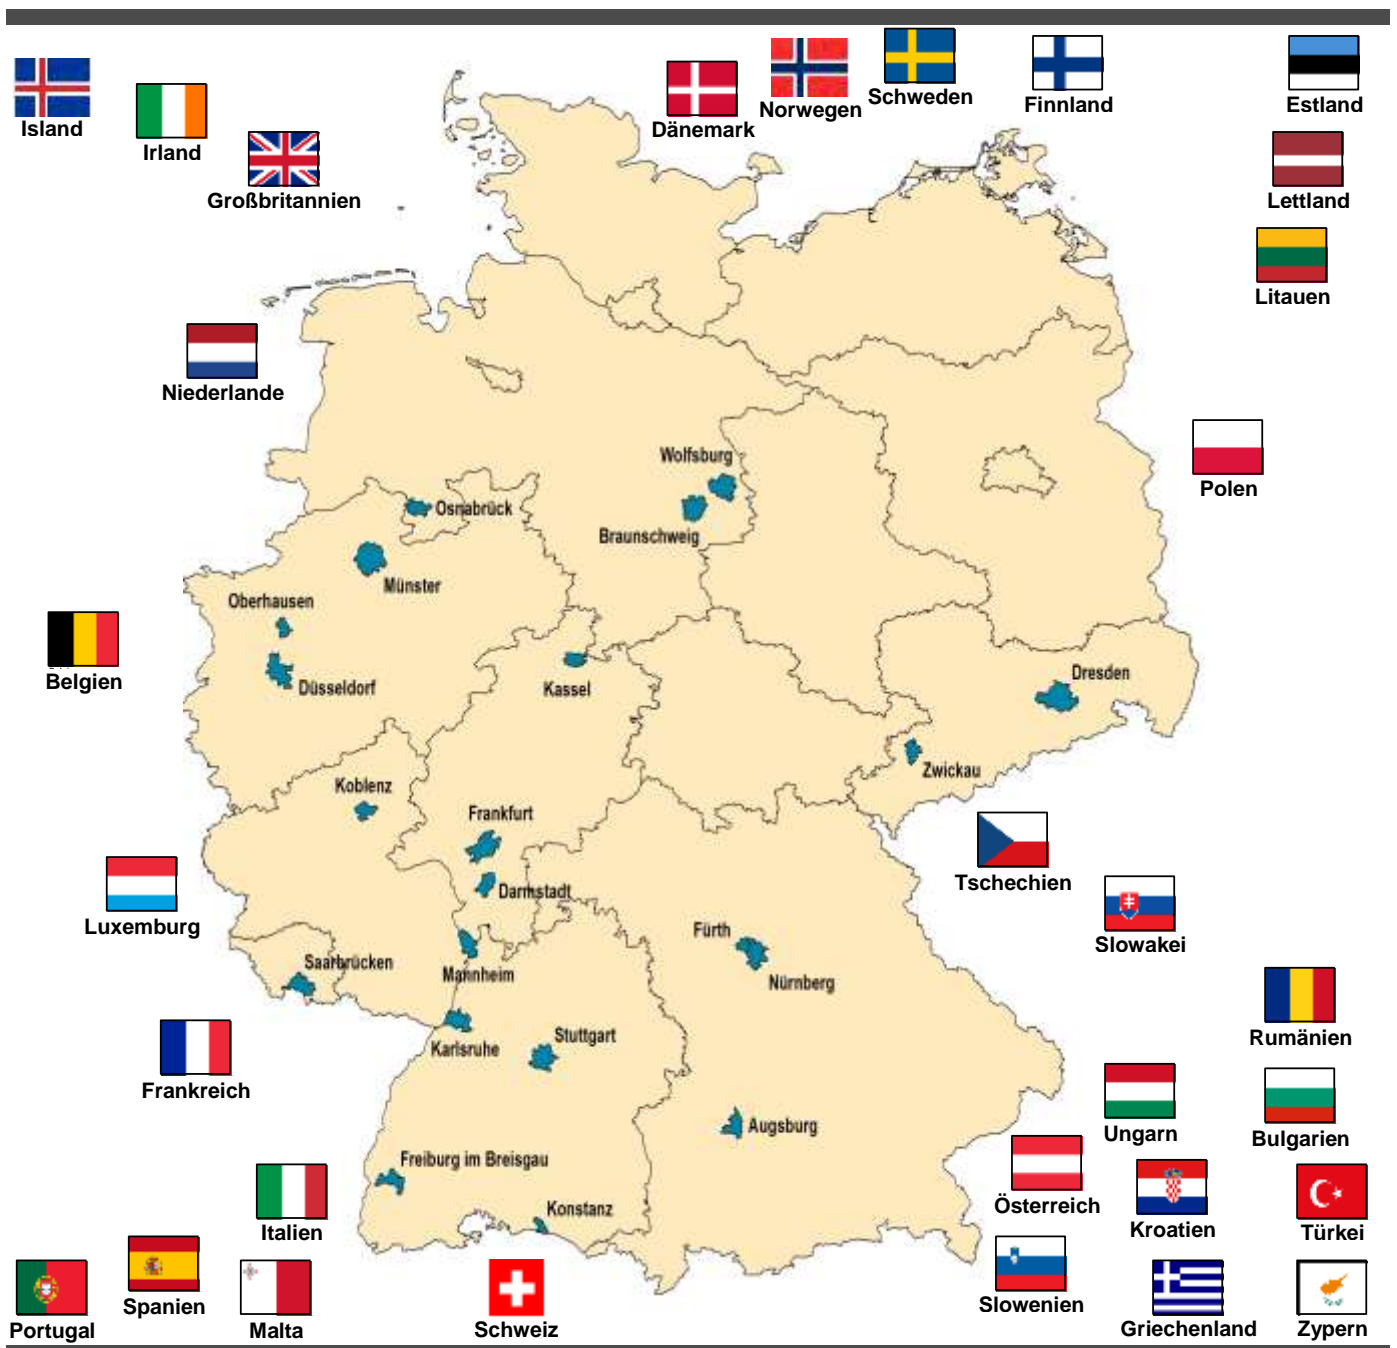 Island
Irland
Großbritannien
Dänemark
Norwegen
Schweden
Finnland
Estland
Lettland
Litauen
Niederlande
Polen
Wolfsburg
Osnabrück
Braunschweig
Münster
Oberhausen
Belgien
Düsseldorf
Kassel
Dresden
Zwickau
Koblenz
Frankfurt
Darmstadt
Tschechien
Luxemburg
Slowakei
Fürth
Nürnberg
Saarbrücken
Mannheim
Rumänien
Karlsruhe
Stuttgart
Frankreich
Augsburg
Ungarn
Bulgarien
Freiburg im Breisgau
Konstanz
Österreich
Kroatien
Türkei
Italien
Portugal
Spanien
Malta
Schweiz
Slowenien
Griechenland
Zypern